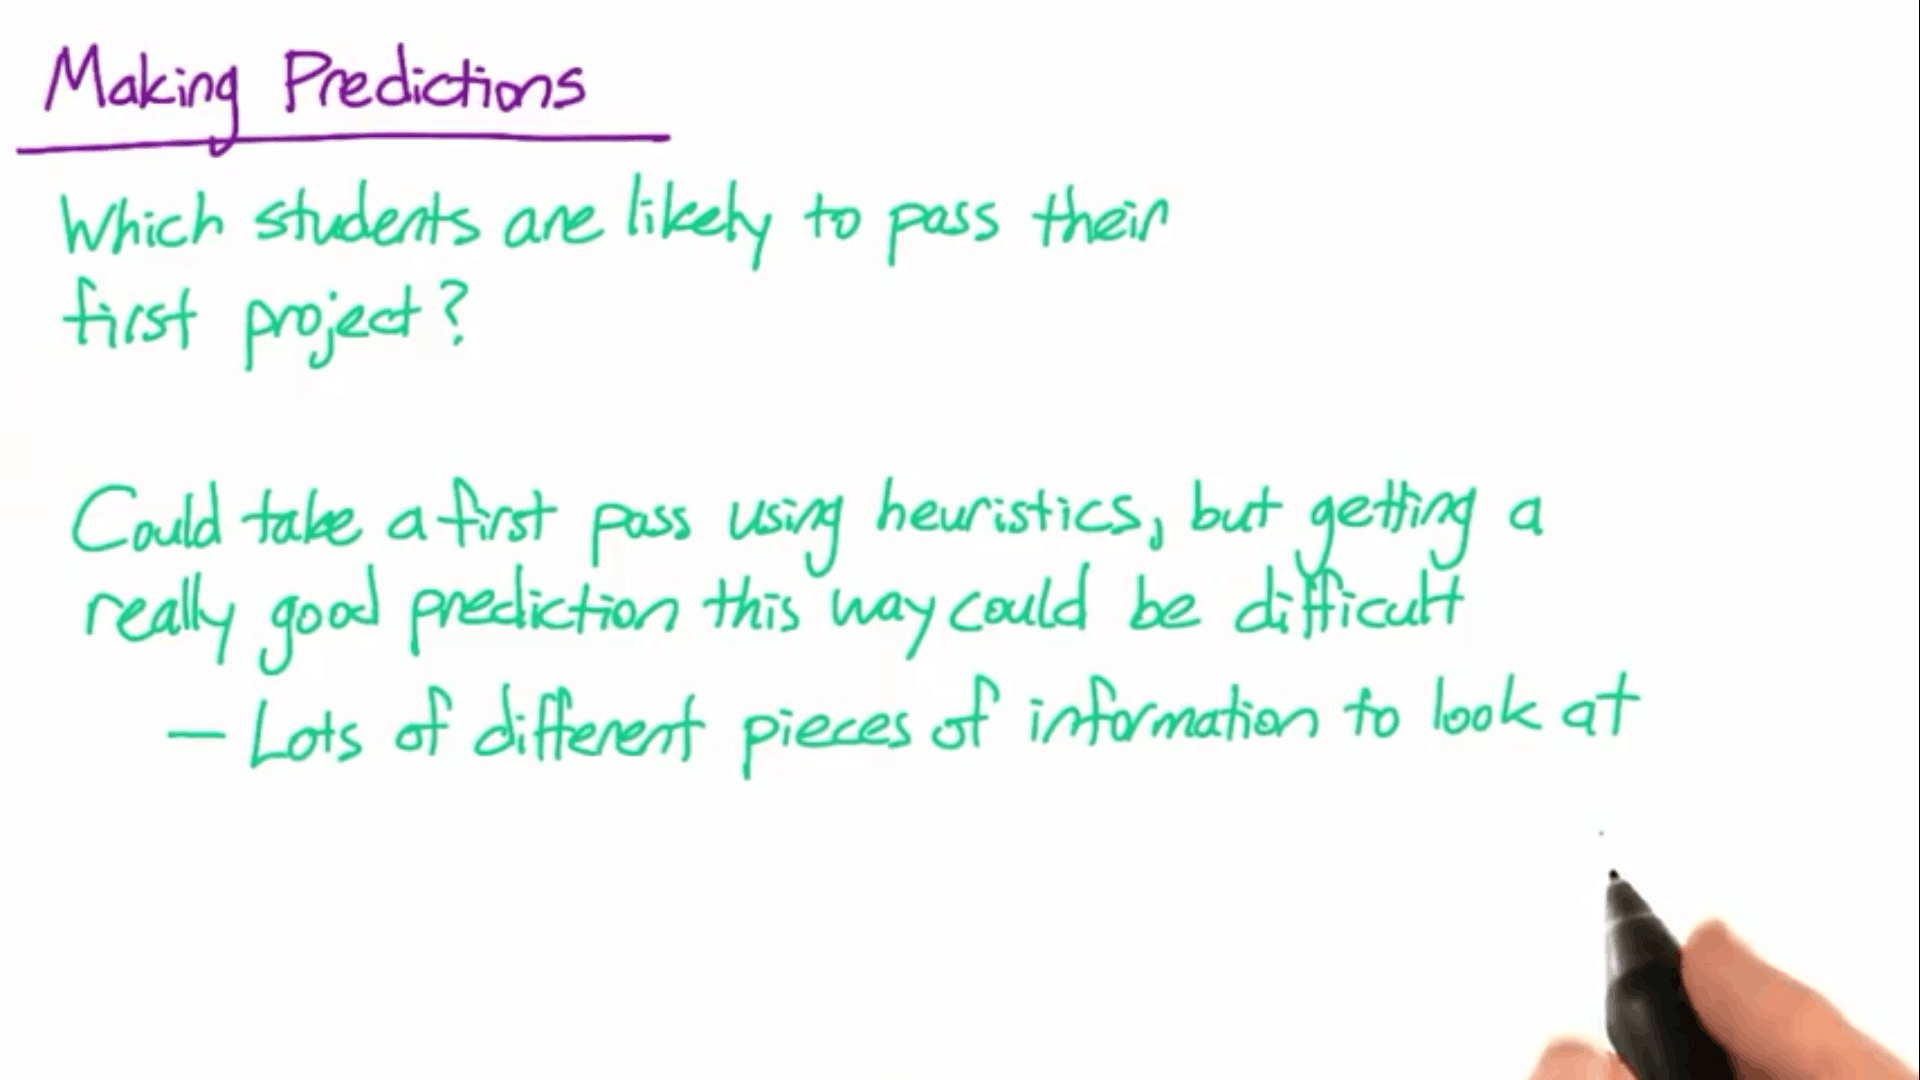 Making Predictions
Which students are likely to pass their
first project?
Could take a first pass using heuristics, but getting a
really good prediction this way could be difficult
— Lots of different pieces of information to look at